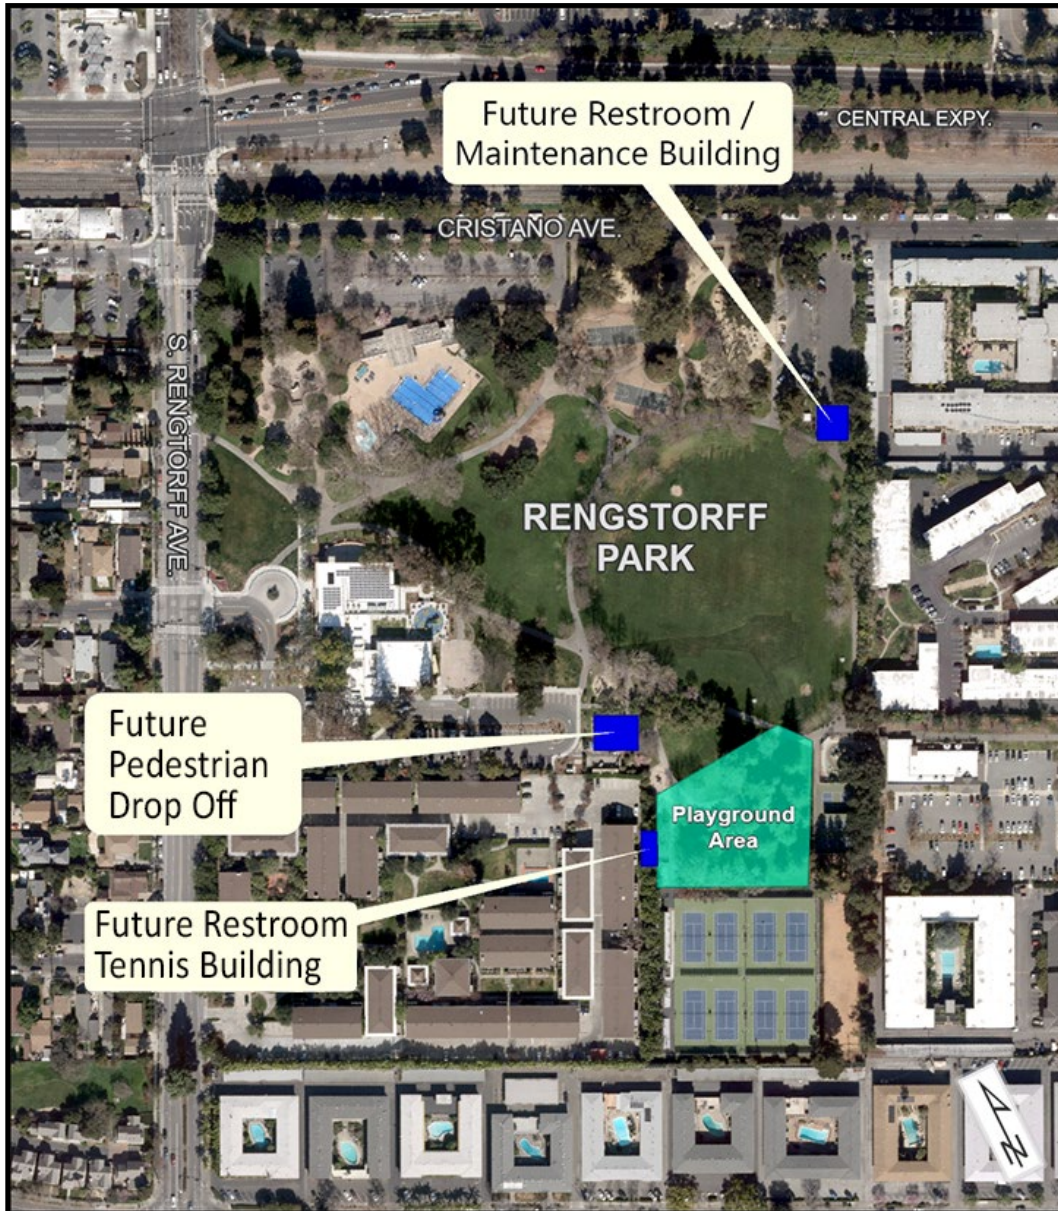 Future Restroom /
Maintenance Building
CENTRAL EXPY.
CRISTAÑO AVE.
S. RENGTORFF AVE.
RENGSTORFF
PARK
Future
Pedestrian
Drop Off
Playground
Area
Future Restroom
Tennis Building
N